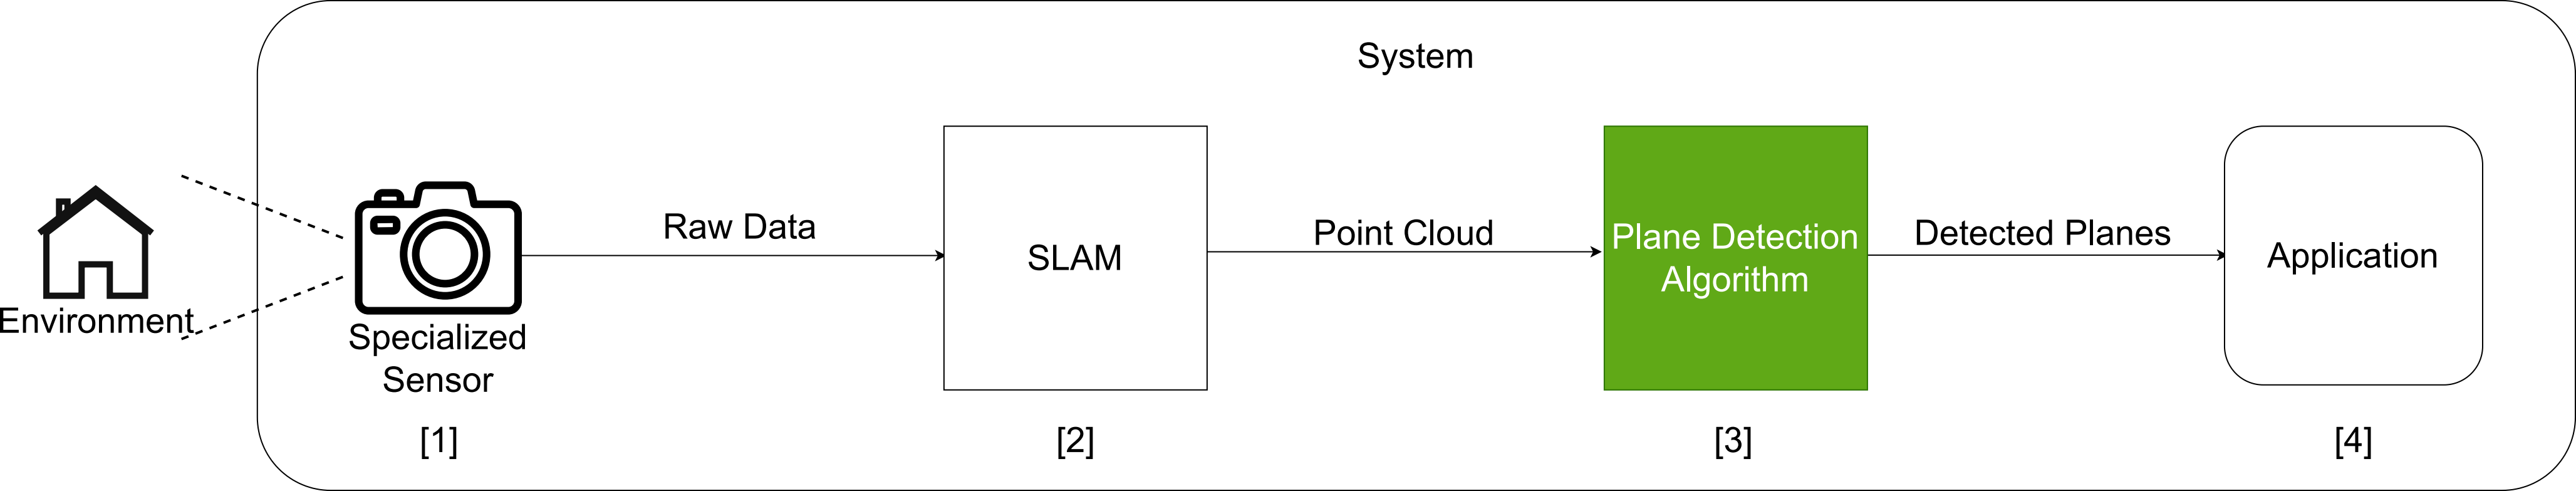 System
Environment
Specialized
Sensor
[1]
Raw Data
SLAM
[2]
Point Cloud
Plane Detection
Algorithm
[3]
Detected Planes
Application
[4]